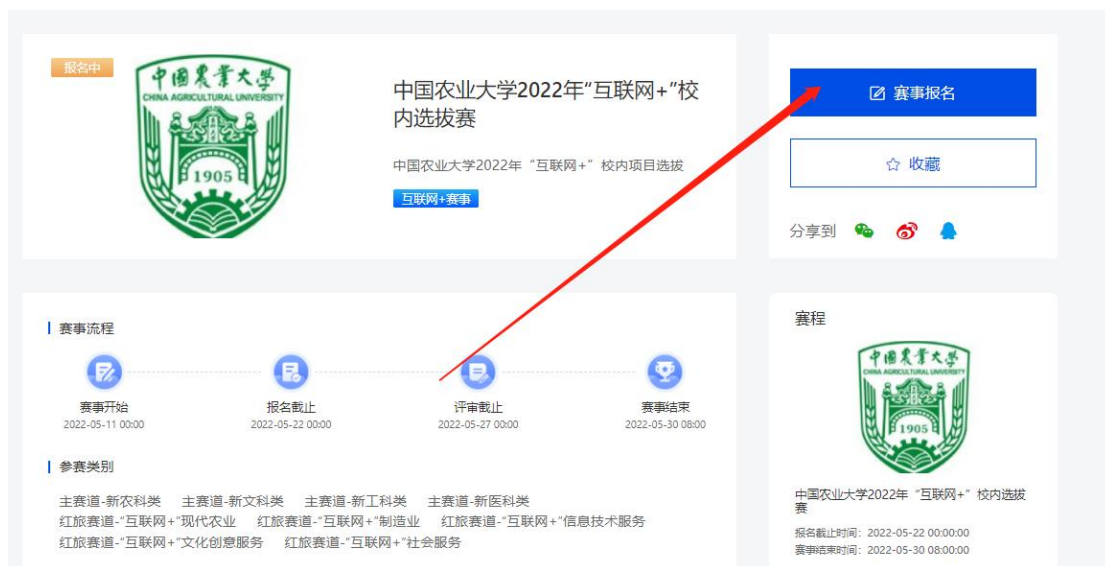 报名中
中国农业大学
CHINA AGRICULTURAL UNIVERSITY
1905
中国农业大学2022年“互联网+”校
内选拔赛
中国农业大学2022年“互联网+”校内项目选拔
互联网+赛事
赛事报名
收藏
分享到
赛事流程
赛事开始
2022-05-11 00:00
报名截止
2022-05-22 00:00
评审截止
2022-05-27 00:00
赛事结束
2022-05-30 08:00
参赛类别
主赛道-新农科类 主赛道-新文科类 主赛道-新工科类 主赛道-新医科类
红旅赛道-“互联网+”现代农业 红旅赛道-“互联网+”制造业 红旅赛道-“互联网+”信息技术服务
红旅赛道-“互联网+”文化创意服务 红旅赛道-“互联网+”社会服务
赛程
中国农业大学
CHINA AGRICULTURAL UNIVERSITY
1905
中国农业大学2022年“互联网+”校内选拔
赛
报名截止时间：2022-05-22 00:00:00
赛事结束时间：2022-05-30 08:00:00